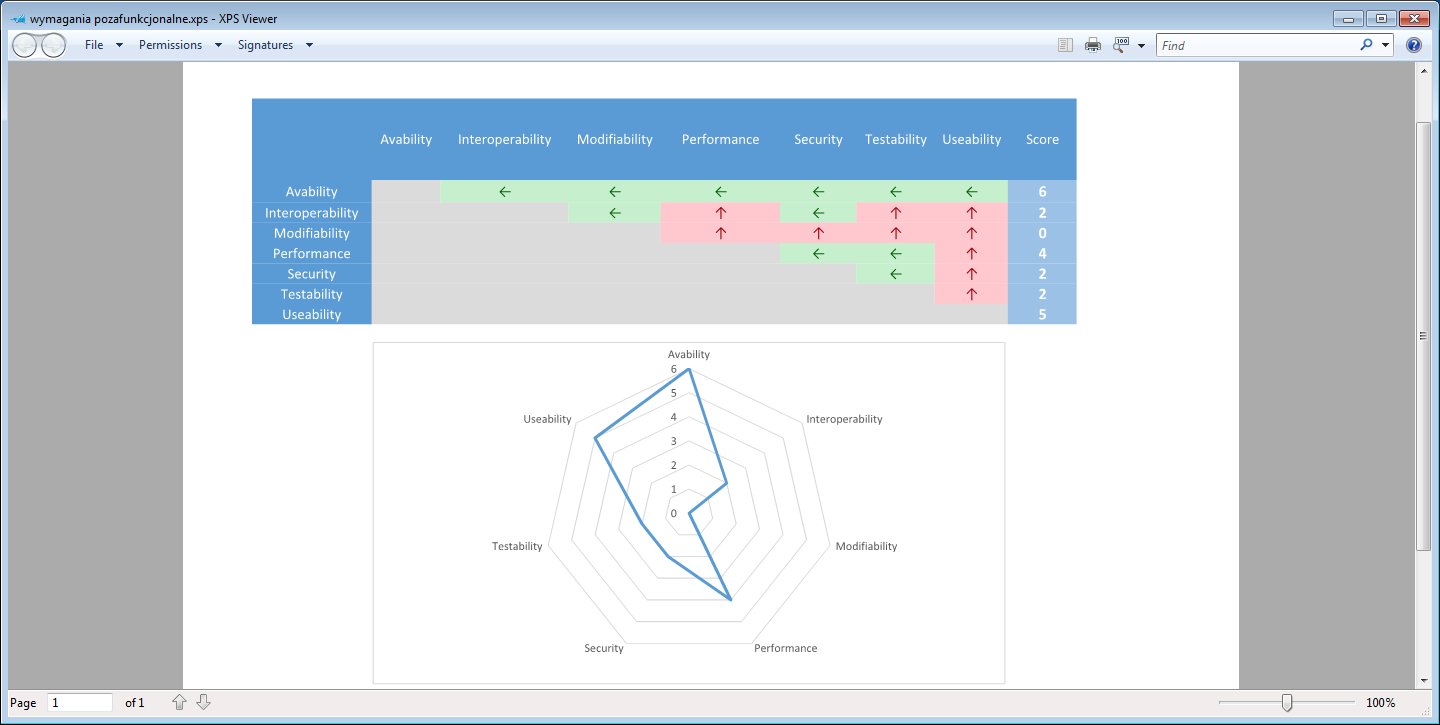 wymagania pozafunkcjonalne.xps - XPS Viewer
File Permissions Signatures 100 Find ?
Avability Interoperability Modifiability Performance Security Testability Useability Score
Avability ← ← ← ← ← ← 6
Interoperability ← ↑ ← ↑ ↑ 2
Modifiability ↑ ↑ ↑ ↑ 0
Performance ← ← ↑ 4
Security ← ↑ 2
Testability ↑ 2
Useability 5
Avability
6
5
Useability Interoperability
4
3
2
1
0
Testability Modifiability
Security Performance
Page 1 of 1 100%